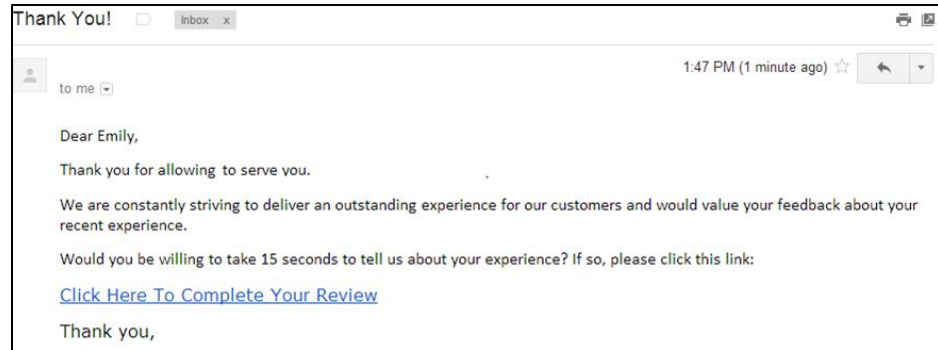 Thank You!
Inbox x
1:47 PM (1 minute ago)
to me
Dear Emily,
Thank you for allowing to serve you.
We are constantly striving to deliver an outstanding experience for our customers and would value your feedback about your
recent experience.
Would you be willing to take 15 seconds to tell us about your experience? If so, please click this link:
Click Here To Complete Your Review
Thank you,